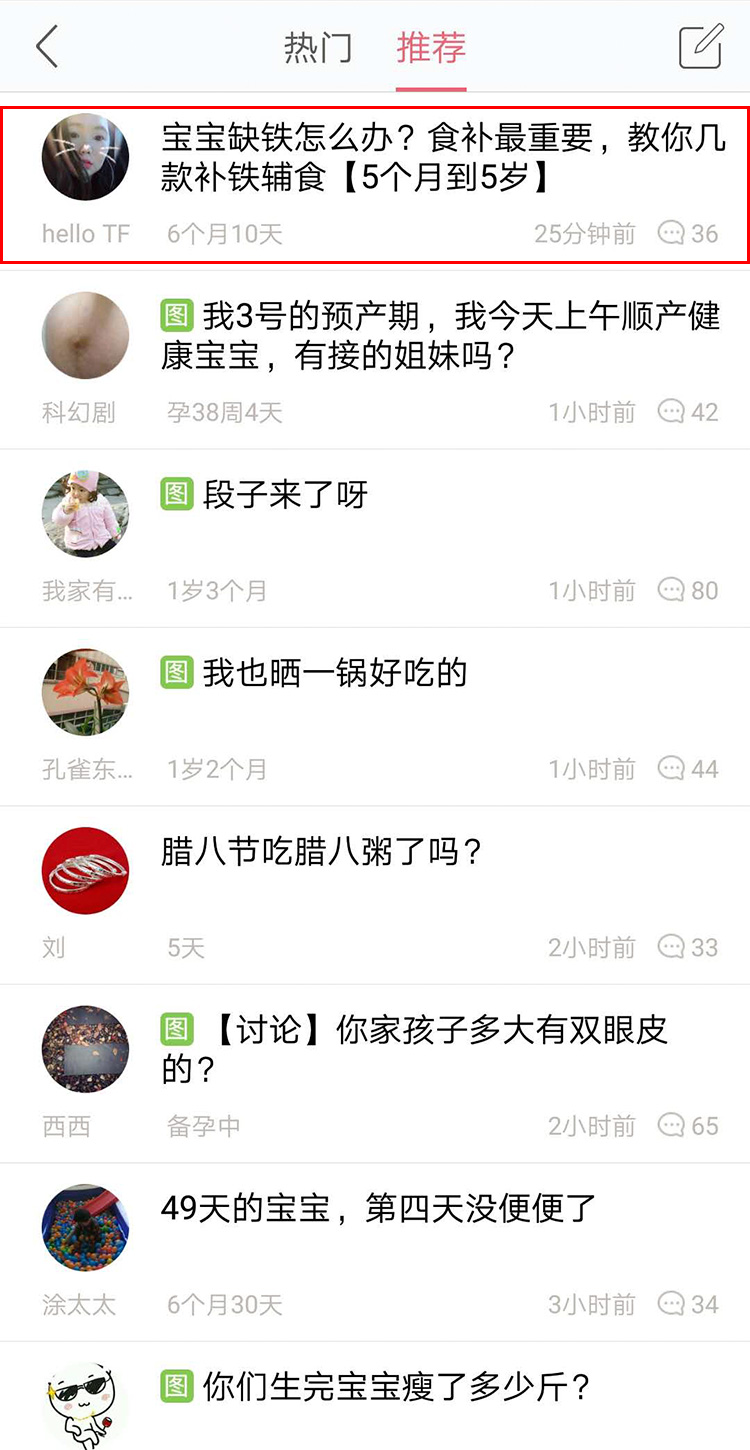 热门 推荐
宝宝缺铁怎么办？食补最重要，教你几
款补铁辅食【5个月到5岁】
hello TF 6个月10天 25分钟前 36
图 我3号的预产期，我今天上午顺产健
康宝宝，有接的姐妹吗？
科幻剧 孕38周4天 1小时前 42
图 段子来了呀
我家有... 1岁3个月 1小时前 80
图 我也晒一锅好吃的
孔雀东... 1岁2个月 1小时前 44
腊八节吃腊八粥了吗？
刘 5天 2小时前 33
图 【讨论】你家孩子多大有双眼皮
的？
西西 备孕中 2小时前 65
49天的宝宝，第四天没便便了
涂太太 6个月30天 3小时前 34
图 你们生完宝宝瘦了多少斤？